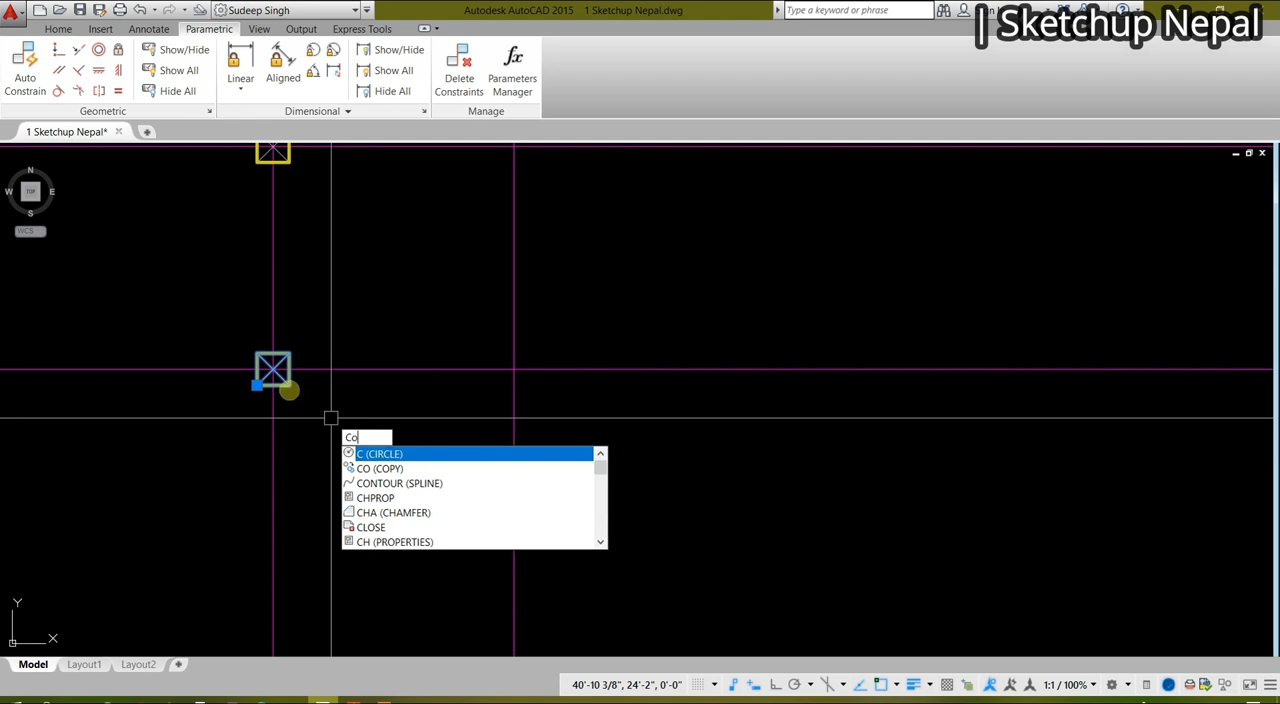 Sudeep Singh
Autodesk AutoCAD 2015 1 Sketchup Nepal.dwg
Type a keyword or phrase
| Sketchup Nepal
Home Insert Annotate Parametric View Output Express Tools
Show/Hide
Show/Hide
Show All
Show All
Auto
Constrain
Linear
Aligned
Delete
Constraints
Parameters
Manager
Hide All
Hide All
Geometric
Dimensional
Manage
1 Sketchup Nepal*
N
W TOP E
S
WCS
Co
C (CIRCLE)
CO (COPY)
CONTOUR (SPLINE)
CHPROP
CHA (CHAMFER)
CLOSE
CH (PROPERTIES)
Y
X
Model Layout1 Layout2
40'-10 3/8", 24'-2", 0'-0"
1:1 / 100%